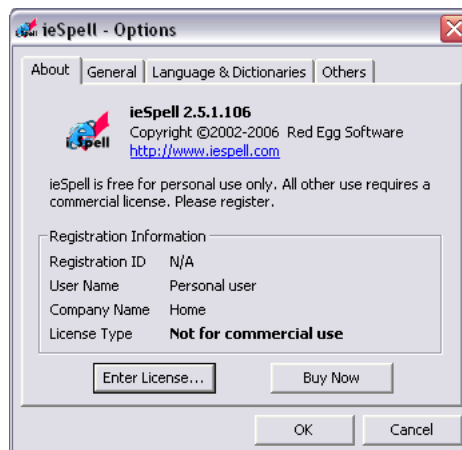 ieSpell - Options
About General Language & Dictionaries Others
ieSpell 2.5.1.106
Copyright ©2002-2006 Red Egg Software
http://www.iespell.com
ieSpell
ieSpell is free for personal use only. All other use requires a
commercial license. Please register.
Registration Information
Registration ID N/A
User Name Personal user
Company Name Home
License Type Not for commercial use
Enter License... Buy Now
OK Cancel